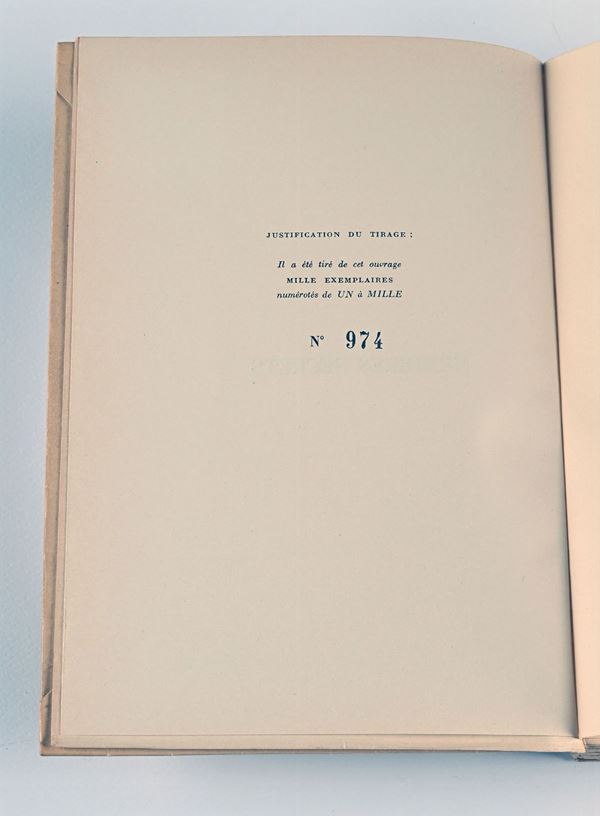 JUSTIFICATION DU TIRAGE :
Il a été tiré de cet ouvrage
MILLE EXEMPLAIRES
numérotés de UN à MILLE
N° 974